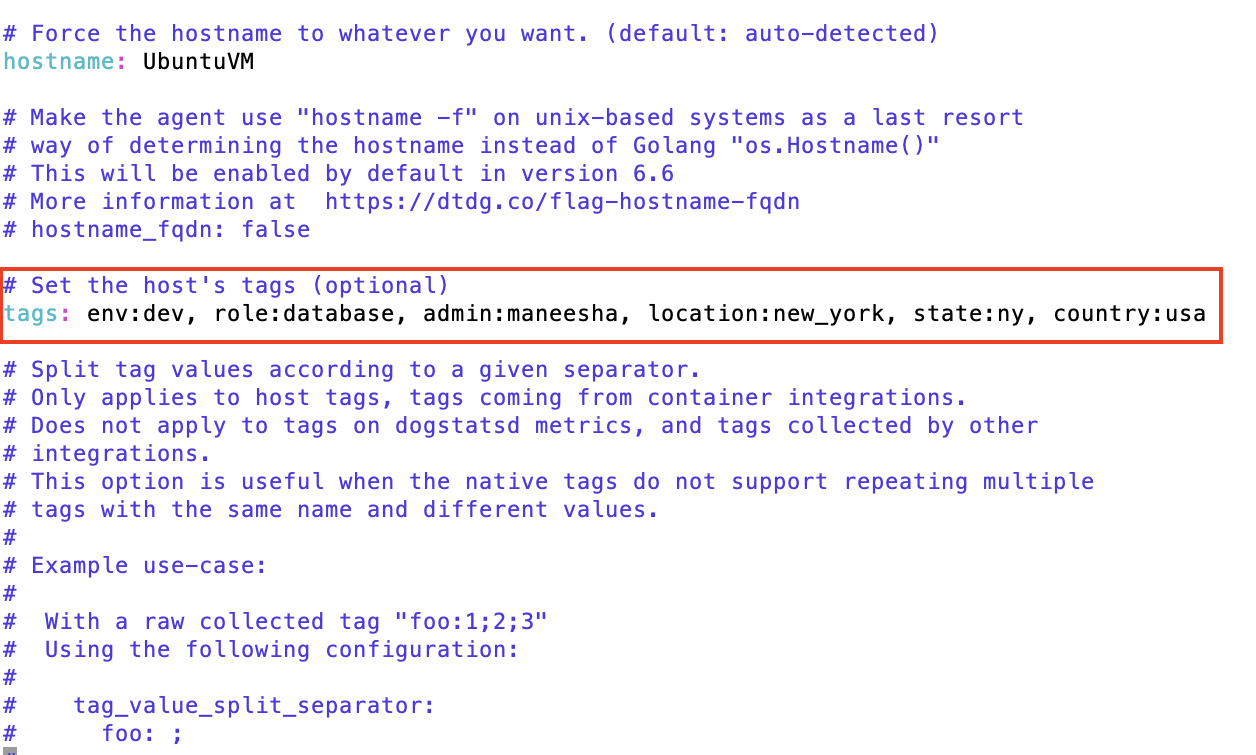 # Force the hostname to whatever you want. (default: auto-detected)
hostname: UbuntuVM
# Make the agent use "hostname -f" on unix-based systems as a last resort
# way of determining the hostname instead of Golang "os.Hostname()"
# This will be enabled by default in version 6.6
# More information at  https://dtdg.co/flag-hostname-fqdn
# hostname_fqdn: false
# Set the host's tags (optional)
tags: env:dev, role:database, admin:maneesha, location:new_york, state:ny, country:usa
# Split tag values according to a given separator.
# Only applies to host tags, tags coming from container integrations.
# Does not apply to tags on dogstatsd metrics, and tags collected by other
# integrations.
# This option is useful when the native tags do not support repeating multiple
# tags with the same name and different values.
#
# Example use-case:
#
#  With a raw collected tag "foo:1;2;3"
#  Using the following configuration:
#
#    tag_value_split_separator:
#      foo: ;
#